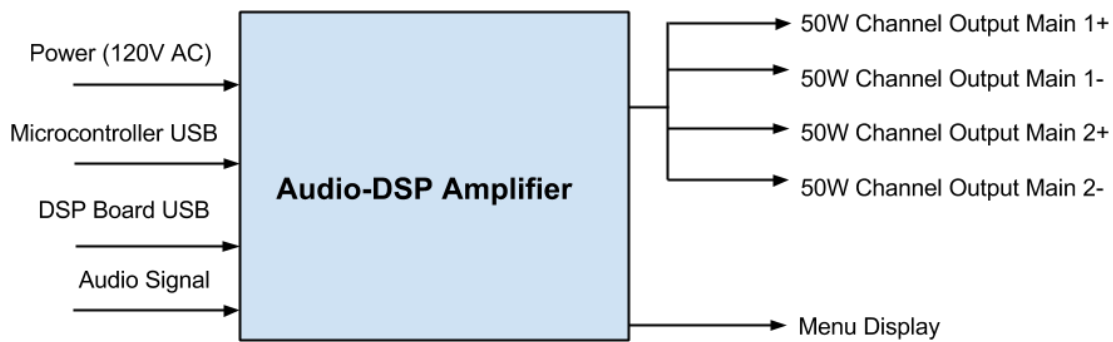 Power (120V AC)
Microcontroller USB
DSP Board USB
Audio Signal
Audio-DSP Amplifier
50W Channel Output Main 1+
50W Channel Output Main 1-
50W Channel Output Main 2+
50W Channel Output Main 2-
Menu Display